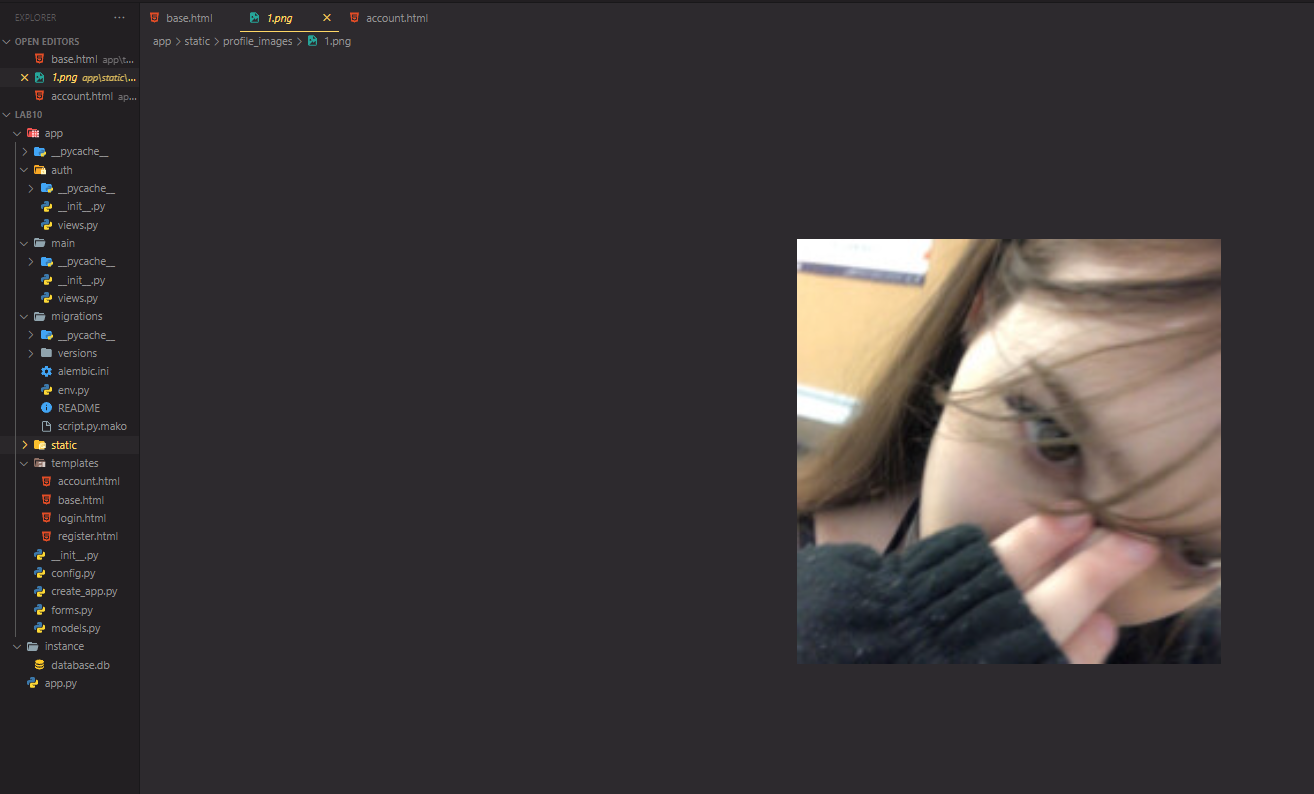 EXPLORER ...
OPEN EDITORS
base.html app\t...
1.png app\static\...
account.html ap...
LAB10
app
__pycache__
auth
__pycache__
__init__.py
views.py
main
__pycache__
__init__.py
views.py
migrations
__pycache__
versions
alembic.ini
env.py
README
script.py.mako
static
templates
account.html
base.html
login.html
register.html
__init__.py
config.py
create_app.py
forms.py
models.py
instance
database.db
app.py
base.html 1.png account.html
app > static > profile_images > 1.png